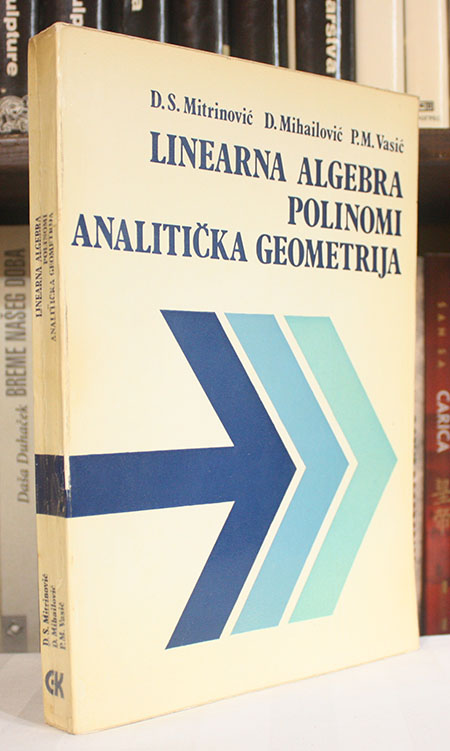 D.S. Mitrinović D. Mihailović P.M. Vasić
LINEARNA ALGEBRA
POLINOMI
ANALITIČKA GEOMETRIJA
LINEARNA ALGEBRA
POLINOMI
ANALITIČKA GEOMETRIJA
D. S. Mitrinović
D. Mihailović
P.M. Vasić
Daša Duhaček BREME NAŠEG DOBA
CARICA